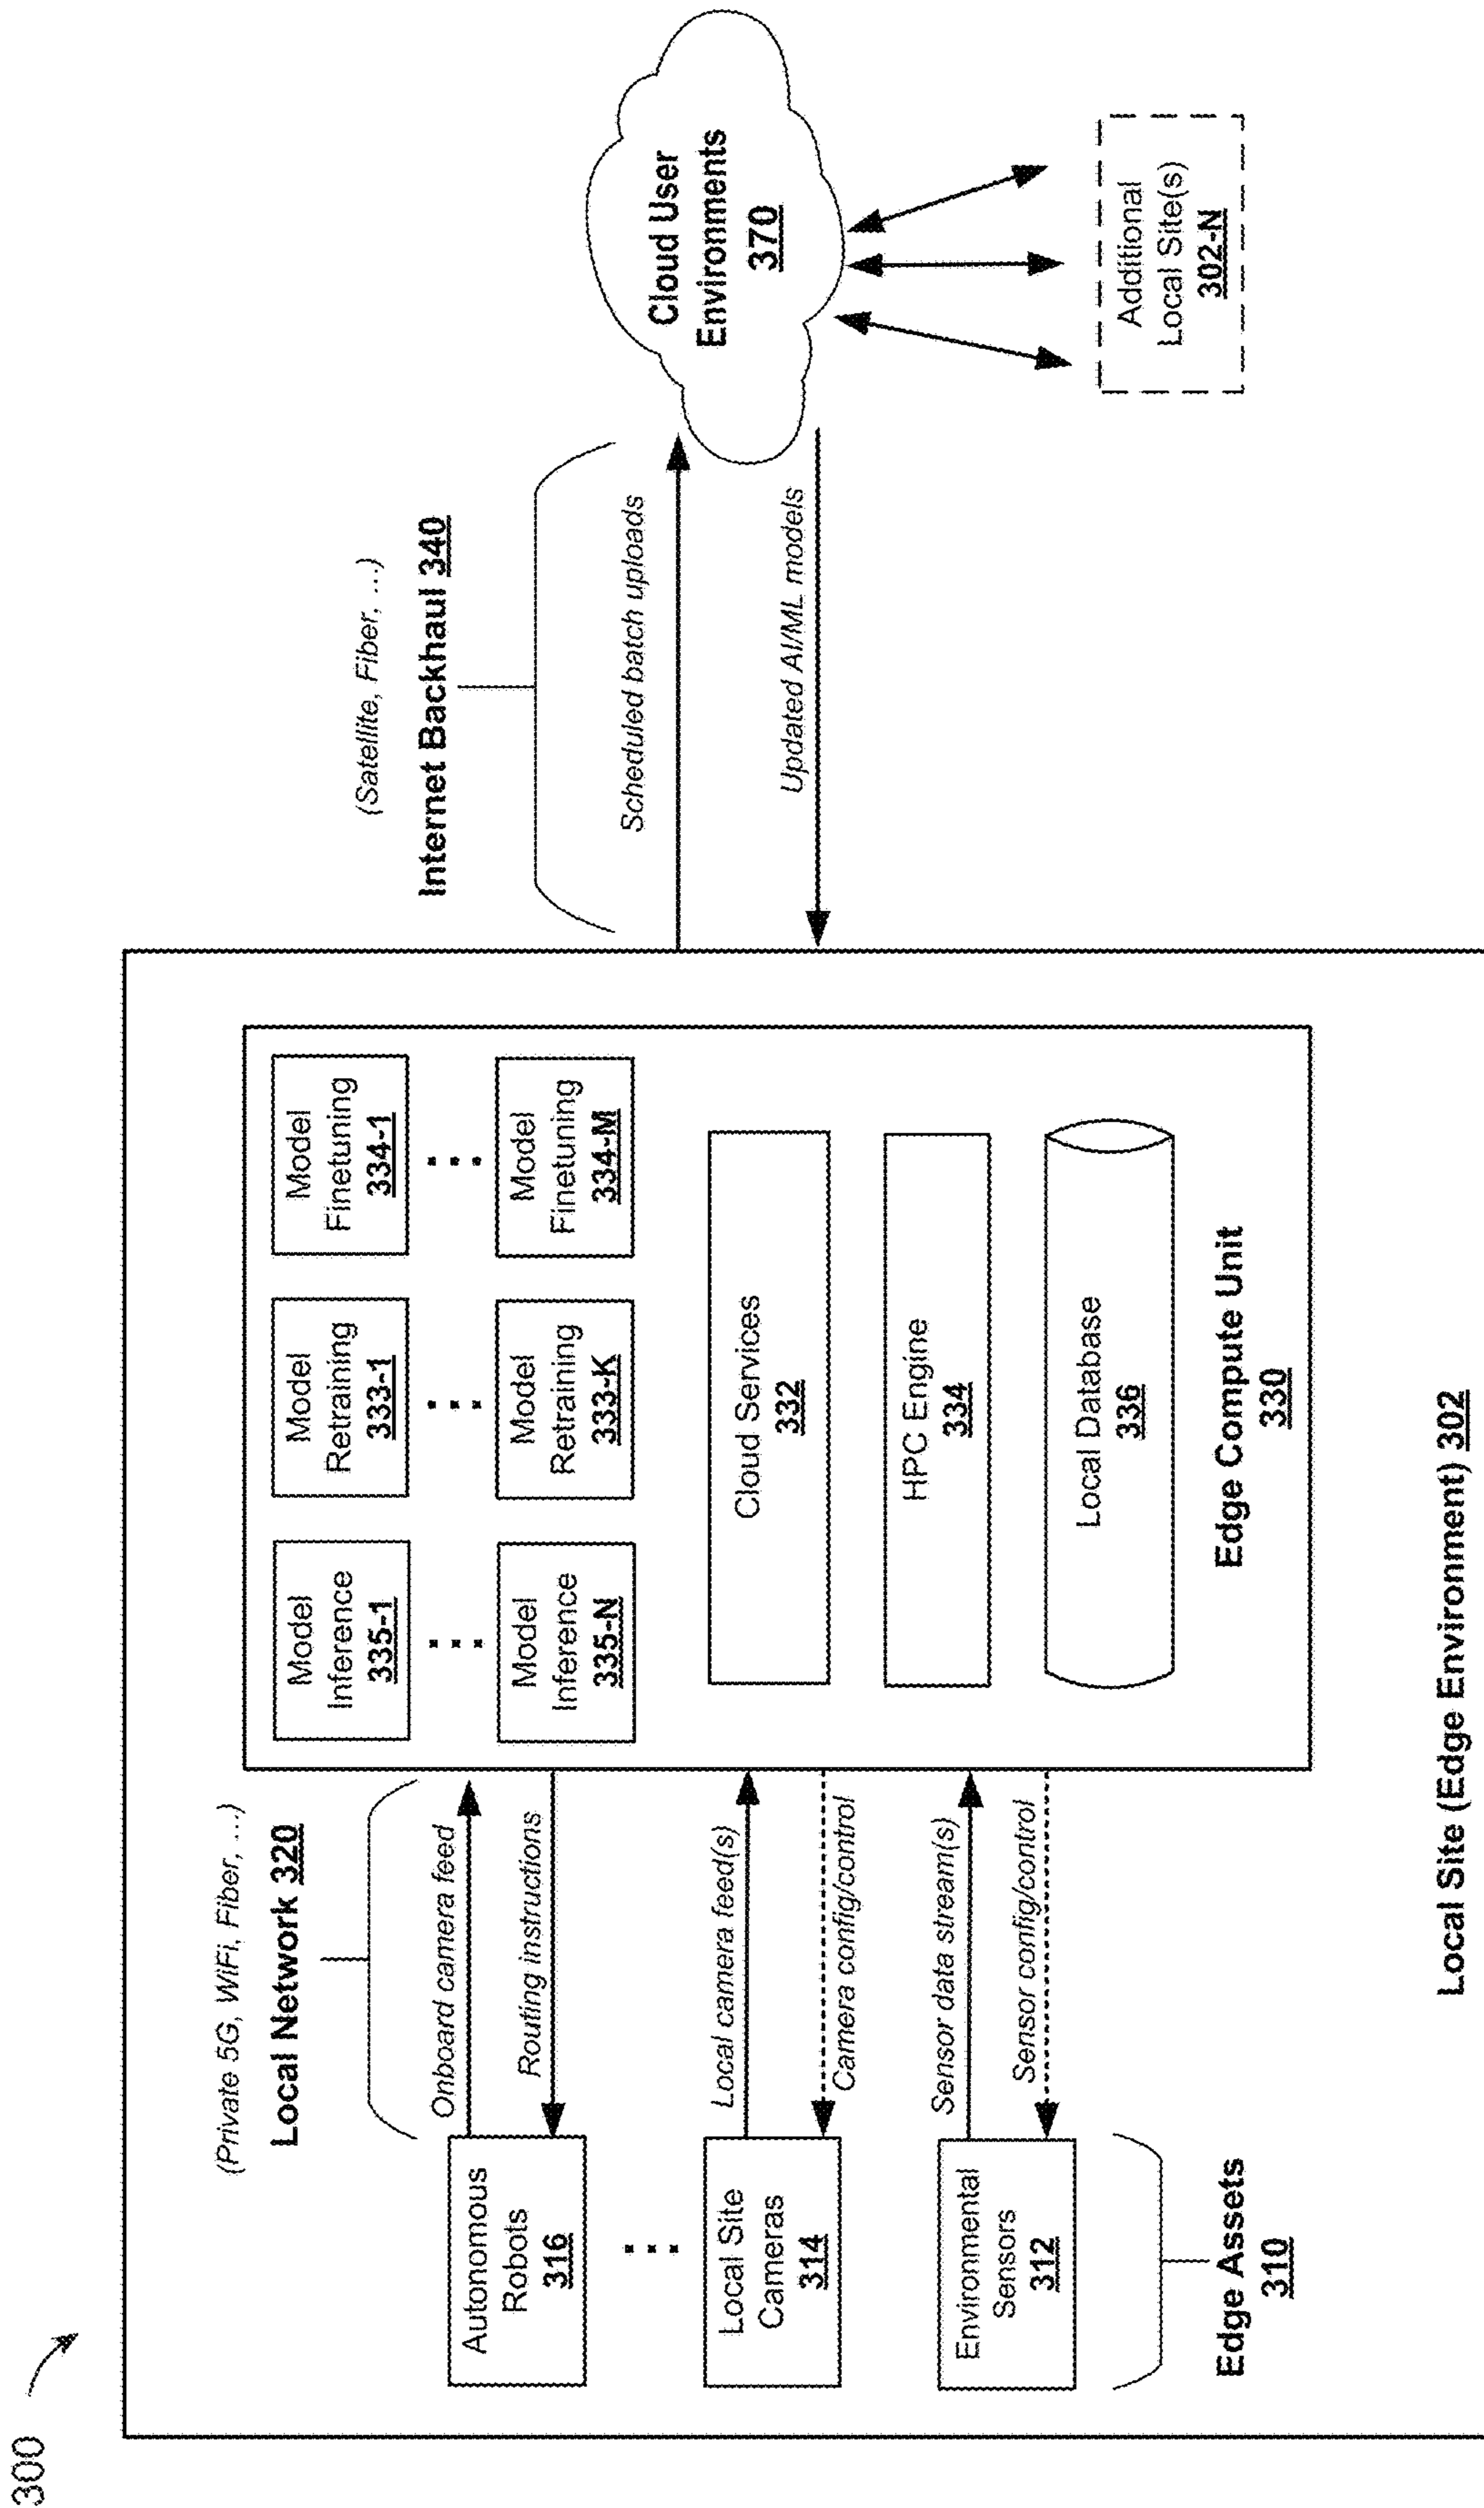 300
(Private 5G, WiFi, Fiber, ...)
Local Network 320
Onboard camera feed
Routing instructions
Local camera feed(s)
Camera config/control
Sensor data stream(s)
Sensor config/control
Autonomous
Robots
316
Local Site
Cameras
314
Environmental
Sensors
312
Edge Assets
310
Model
Inference
335-1
Model
Retraining
333-1
Model
Finetuning
334-1
Model
Inference
335-N
Model
Retraining
333-K
Model
Finetuning
334-M
Cloud Services
332
HPC Engine
334
Local Database
336
Edge Compute Unit
330
Local Site (Edge Environment) 302
(Satellite, Fiber, ...)
Internet Backhaul 340
Scheduled batch uploads
Updated AI/ML models
Cloud User
Environments
370
Additional
Local Site(s)
302-N